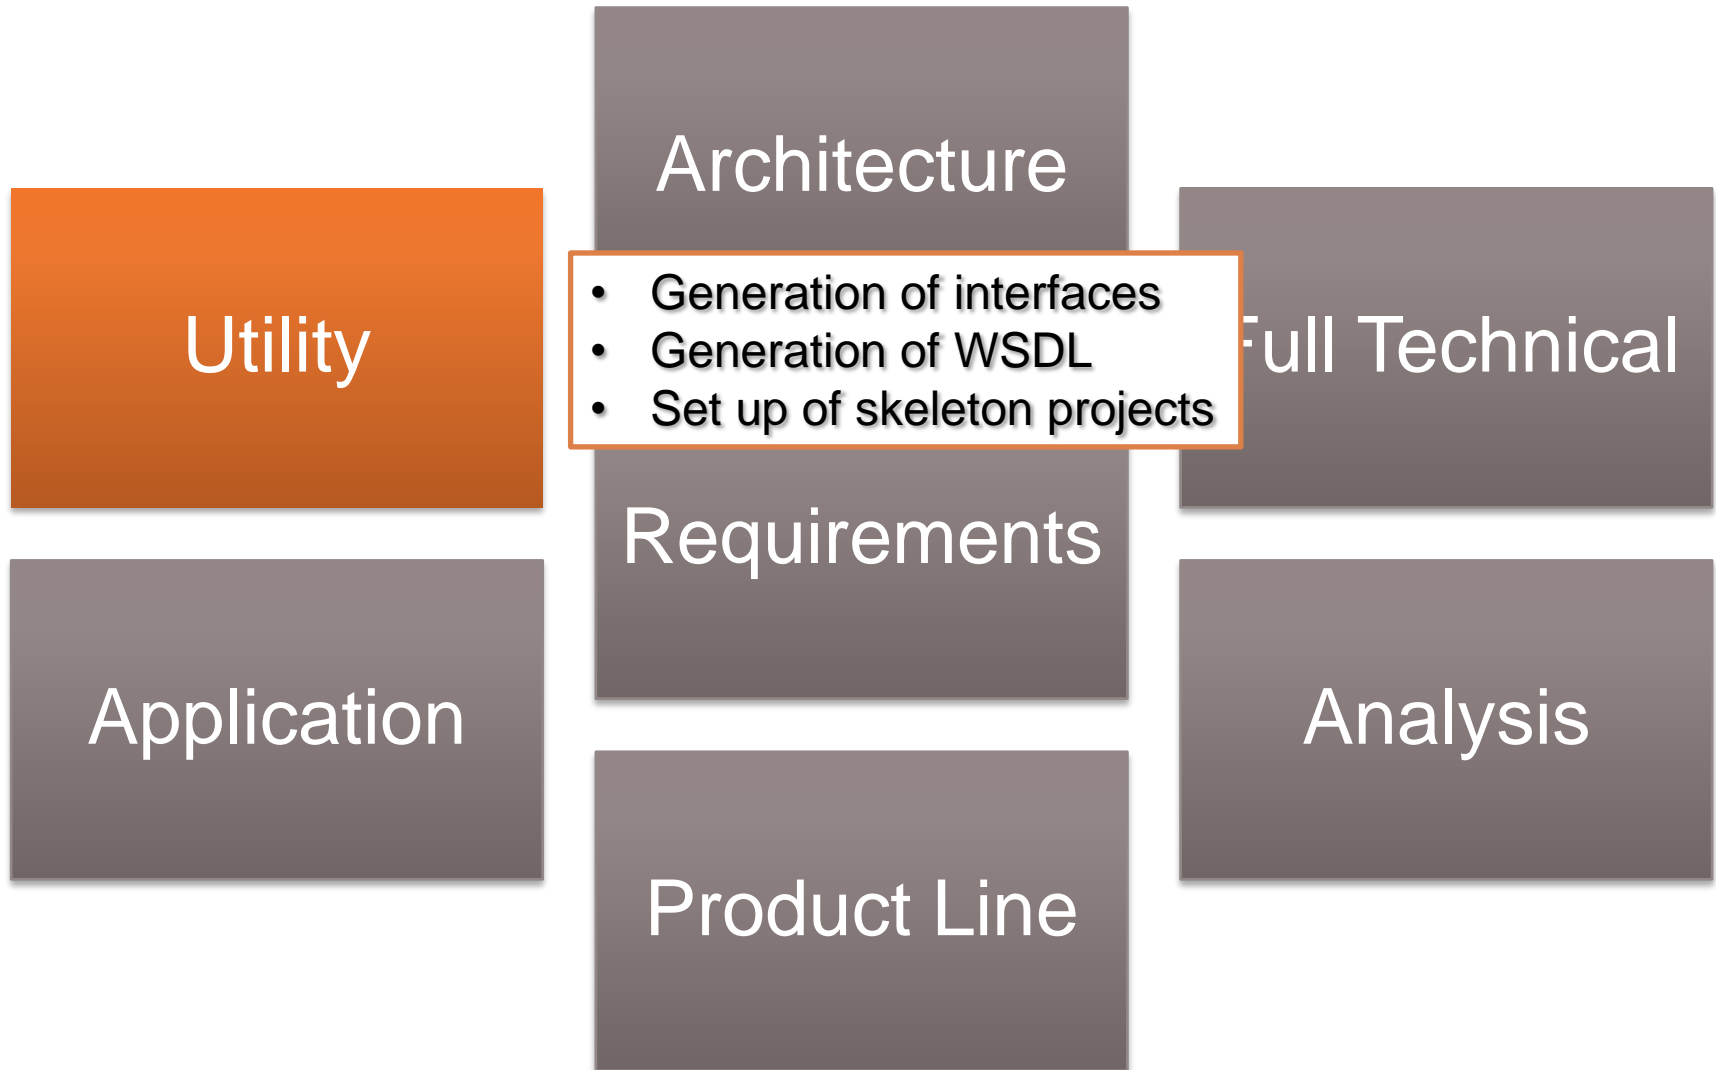 Architecture
Utility
• Generation of interfaces
• Generation of WSDL
• Set up of skeleton projects
Full Technical
Requirements
Application
Analysis
Product Line